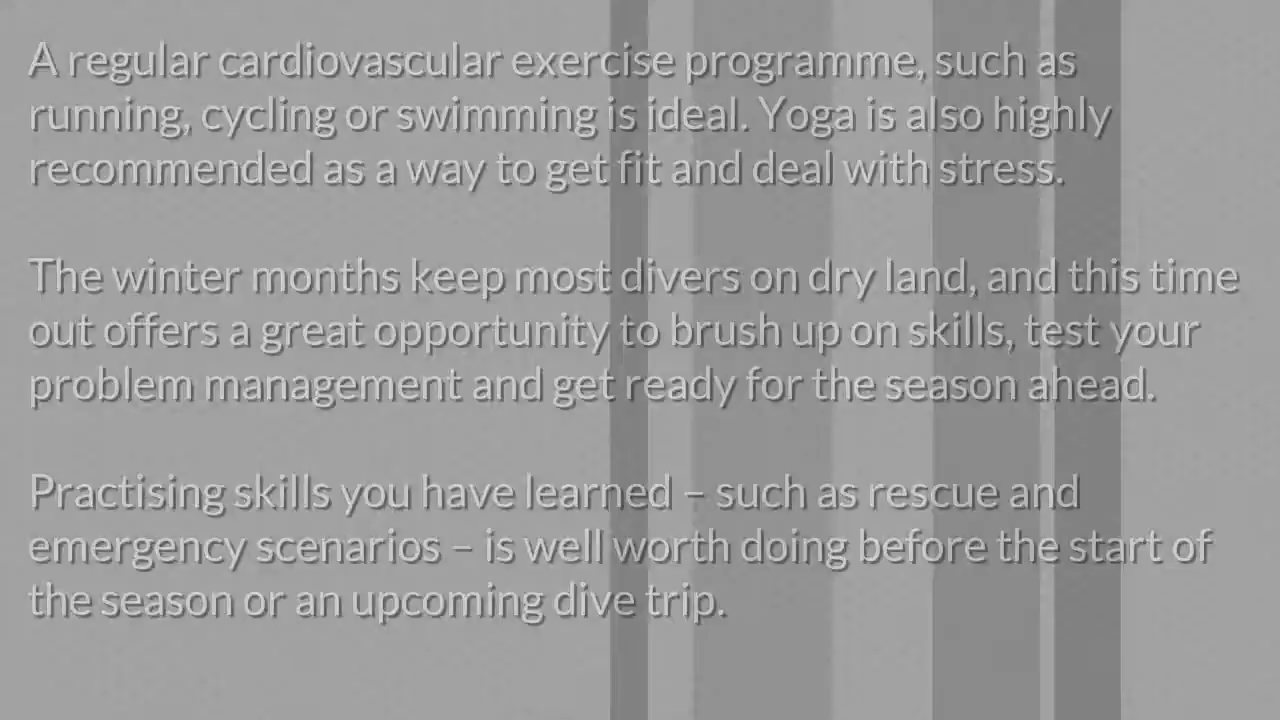 A regular cardiovascular exercise programme, such as
running, cycling or swimming is ideal. Yoga is also highly
recommended as a way to get fit and deal with stress.
The winter months keep most divers on dry land, and this time
out offers a great opportunity to brush up on skills, test your
problem management and get ready for the season ahead.
Practising skills you have learned – such as rescue and
emergency scenarios – is well worth doing before the start of
the season or an upcoming dive trip.